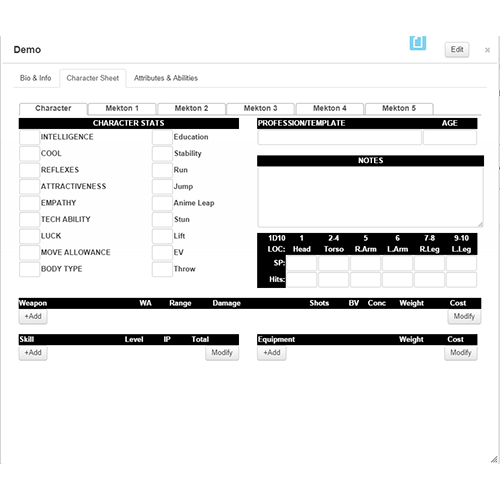 Demo
Edit
×
Bio & Info Character Sheet Attributes & Abilities
Character Mekton 1 Mekton 2 Mekton 3 Mekton 4 Mekton 5
CHARACTER STATS
INTELLIGENCE Education
COOL Stability
REFLEXES Run
ATTRACTIVENESS Jump
EMPATHY Anime Leap
TECH ABILITY Stun
LUCK Lift
MOVE ALLOWANCE EV
BODY TYPE Throw
PROFESSION/TEMPLATE AGE
NOTES
1D10 1 2-4 5 6 7-8 9-10
LOC: Head Torso R.Arm L.Arm R.Leg L.Leg
SP:
Hits:
Weapon WA Range Damage Shots BV Conc Weight Cost
+Add Modify
Skill Level IP Total
+Add Modify
Equipment Weight Cost
+Add Modify